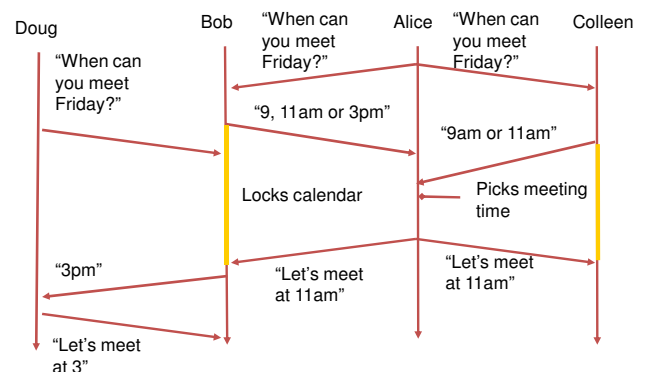 Doug
Bob
Alice
Colleen
“When can
you meet
Friday?”
“When can
you meet
Friday?”
“When can
you meet
Friday?”
“9, 11am or 3pm”
“9am or 11am”
Locks calendar
Picks meeting
time
“3pm”
“Let’s meet
at 11am”
“Let’s meet
at 11am”
“Let’s meet
at 3”